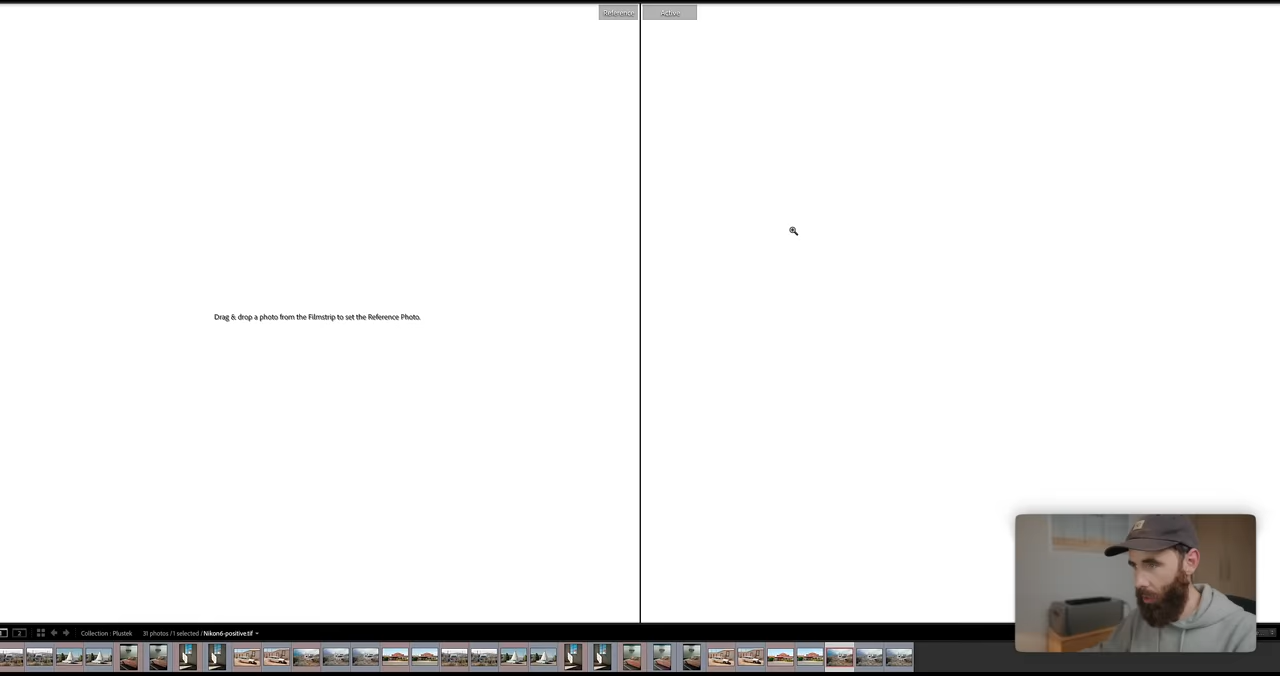 Reference
Active
Drag & drop a photo from the Filmstrip to set the Reference Photo.
2
Collection : Plustek
31 photos / 1 selected / Nikon6-positive.tif